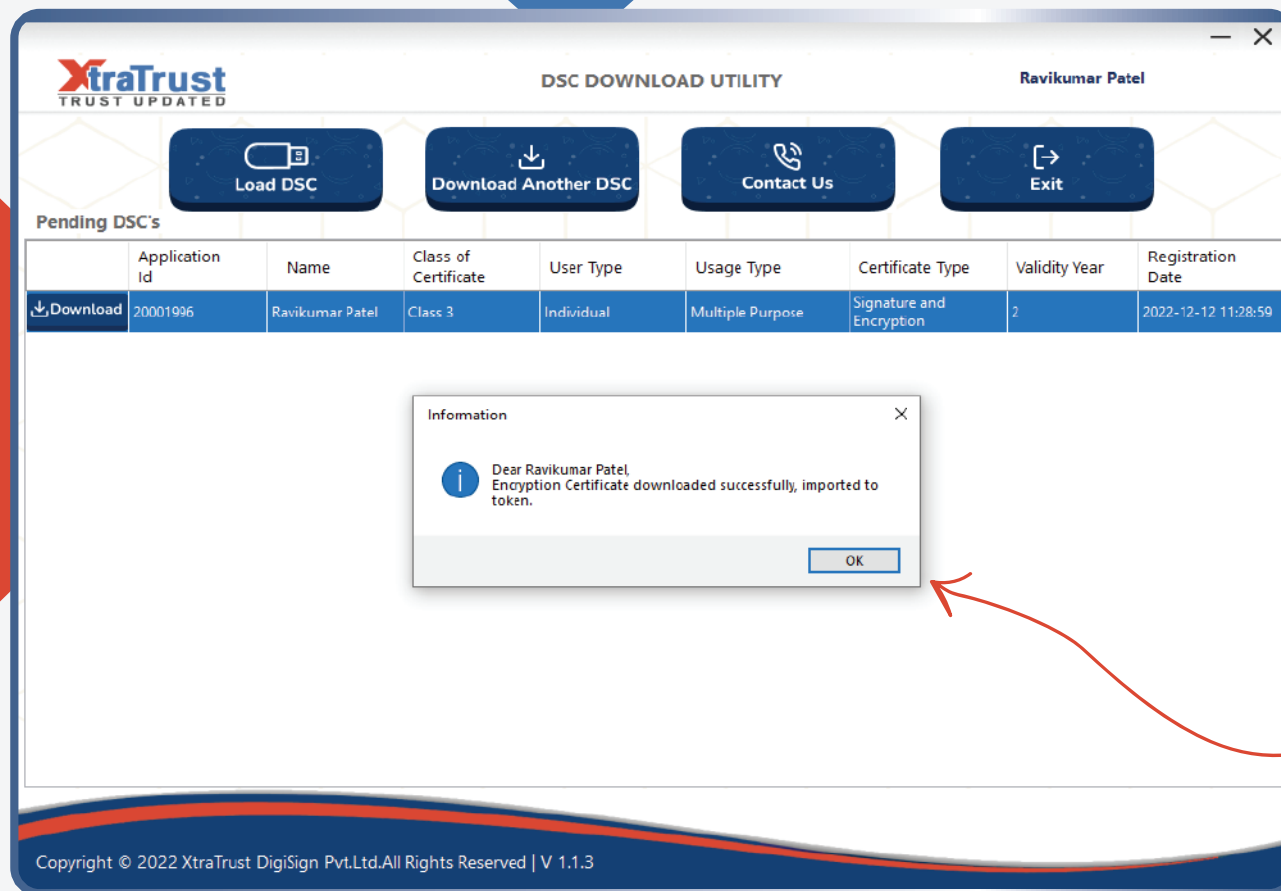 XtraTrust
TRUST UPDATED
DSC DOWNLOAD UTILITY
Ravikumar Patel
Load DSC
Download Another DSC
Contact Us
Exit
Pending DSC's
Application
Id
Name
Class of
Certificate
User Type
Usage Type
Certificate Type
Validity Year
Registration
Date
Download
20001996
Ravikumar Patel
Class 3
Individual
Multiple Purpose
Signature and
Encryption
2
2022-12-12 11:28:59
Information
i
Dear Ravikumar Patel,
Encryption Certificate downloaded successfully, imported to
token.
OK
Copyright © 2022 XtraTrust DigiSign Pvt.Ltd.All Rights Reserved | V 1.1.3